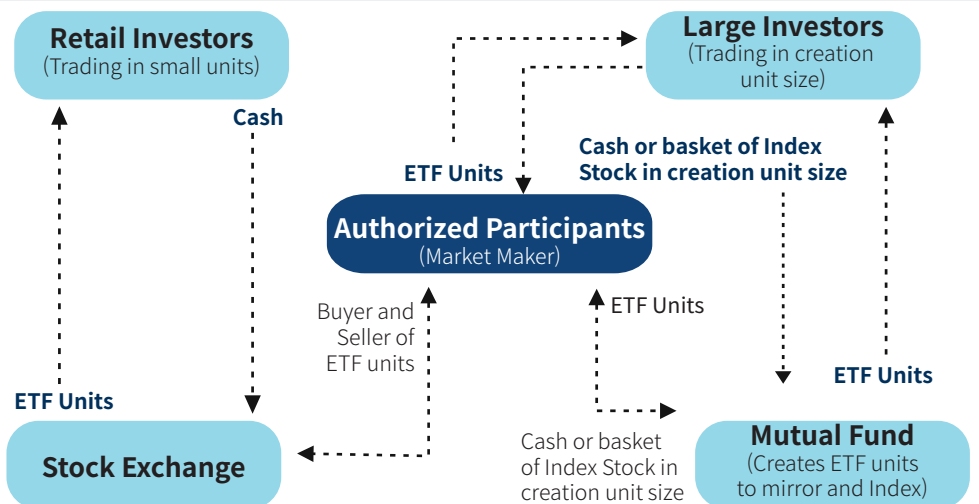 Retail Investors
(Trading in small units)
Large Investors
(Trading in creation
unit size)
Cash
Cash or basket of Index
Stock in creation unit size
ETF Units
Authorized Participants
(Market Maker)
Buyer and
Seller of
ETF units
ETF Units
ETF Units
ETF Units
Stock Exchange
Cash or basket
of Index Stock in
creation unit size
Mutual Fund
(Creates ETF units
to mirror and Index)